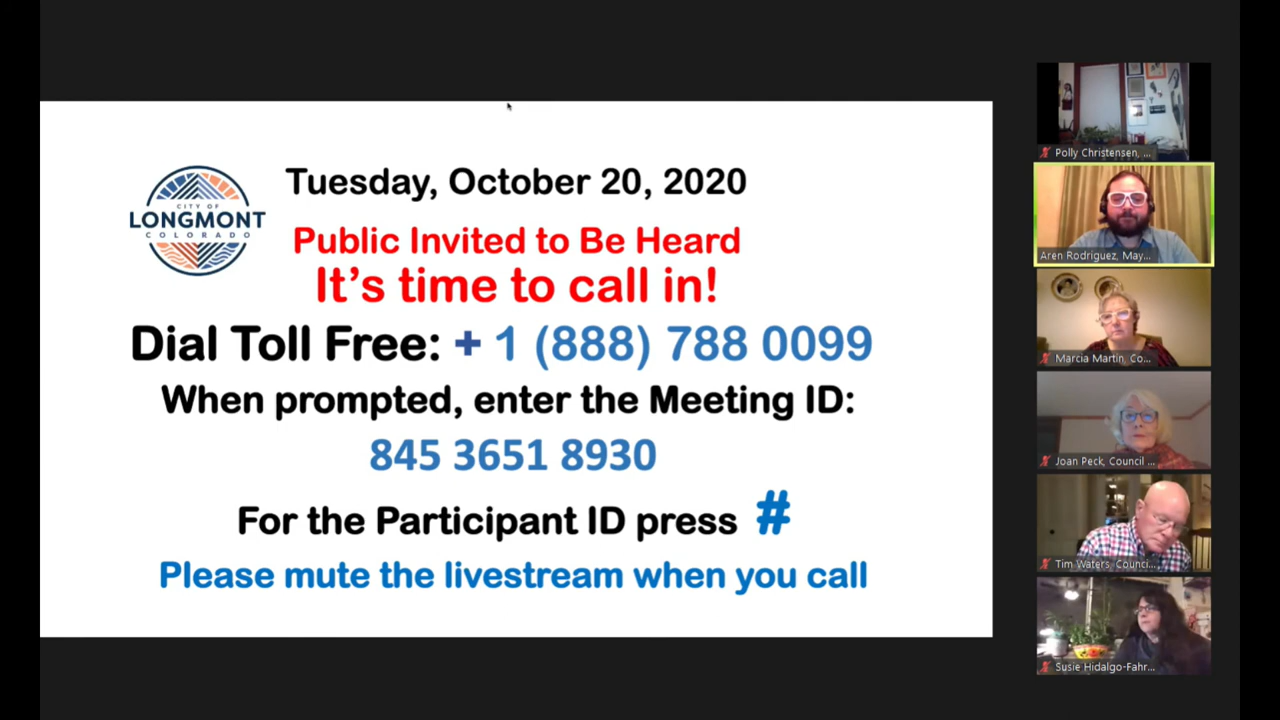 Tuesday, October 20, 2020
CITY OF
LONGMONT
COLORADO
Public Invited to Be Heard
It's time to call in!
Dial Toll Free: + 1 (888) 788 0099
When prompted, enter the Meeting ID:
845 3651 8930
For the Participant ID press #
Please mute the livestream when you call
Polly Christensen, ...
Aren Rodriguez, May...
Marcia Martin, Co...
Joan Peck, Council ...
Tim Waters, Counci...
Susie Hidalgo-Fahr...